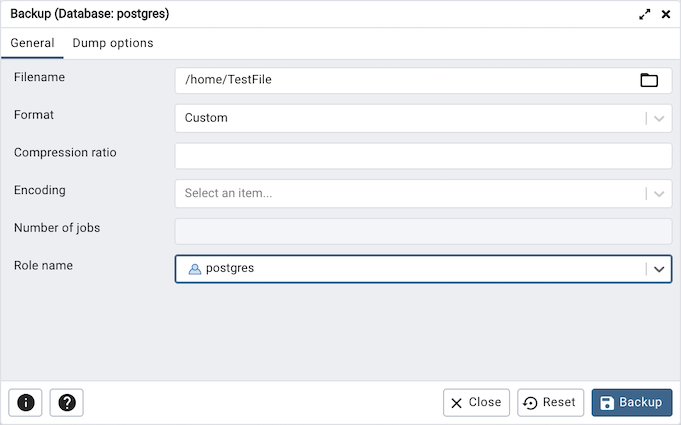 Backup (Database: postgres)
General Dump options
Filename /home/TestFile
Format Custom
Compression ratio
Encoding Select an item...
Number of jobs
Role name postgres
Close Reset Backup